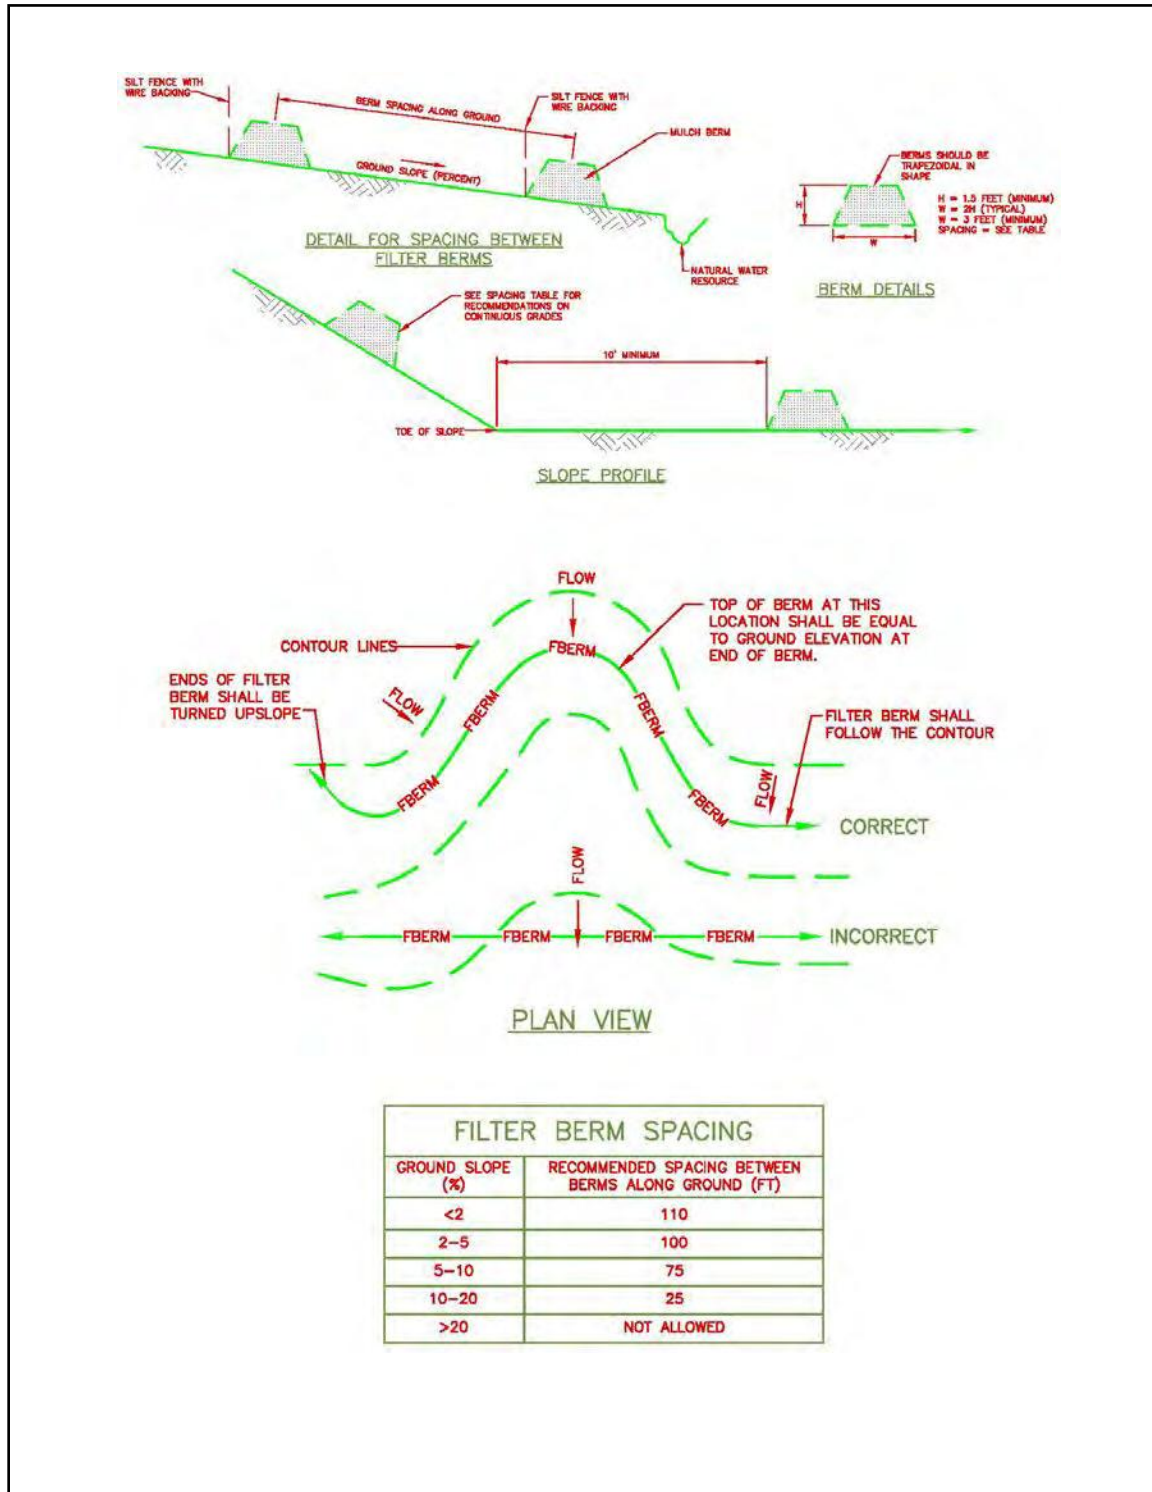 SILT FENCE WITH
WIRE BACKING
BERM SPACING ALONG GROUND
SILT FENCE WITH
WIRE BACKING
MULCH BERM
GROUND SLOPE (PERCENT)
DETAIL FOR SPACING BETWEEN
FILTER BERMS
NATURAL WATER
RESOURCE
BERMS SHOULD BE
TRAPEZOIDAL IN
SHAPE
H
W
H = 1.5 FEET (MINIMUM)
W = 2H (TYPICAL)
W = 3 FEET (MINIMUM)
SPACING = SEE TABLE
BERM DETAILS
SEE SPACING TABLE FOR
RECOMMENDATIONS ON
CONTINUOUS GRADES
10' MINIMUM
TOE OF SLOPE
SLOPE PROFILE
FLOW
TOP OF BERM AT THIS
LOCATION SHALL BE EQUAL
TO GROUND ELEVATION AT
END OF BERM.
CONTOUR LINES
FBERM
ENDS OF FILTER
BERM SHALL BE
TURNED UPSLOPE
FLOW
FBERM
FBERM
FILTER BERM SHALL
FOLLOW THE CONTOUR
FBERM
FBERM
FLOW
CORRECT
FLOW
FBERM FBERM FBERM FBERM INCORRECT
PLAN VIEW
FILTER BERM SPACING
GROUND SLOPE
(%)
RECOMMENDED SPACING BETWEEN
BERMS ALONG GROUND (FT)
<2 110
2-5 100
5-10 75
10-20 25
>20 NOT ALLOWED